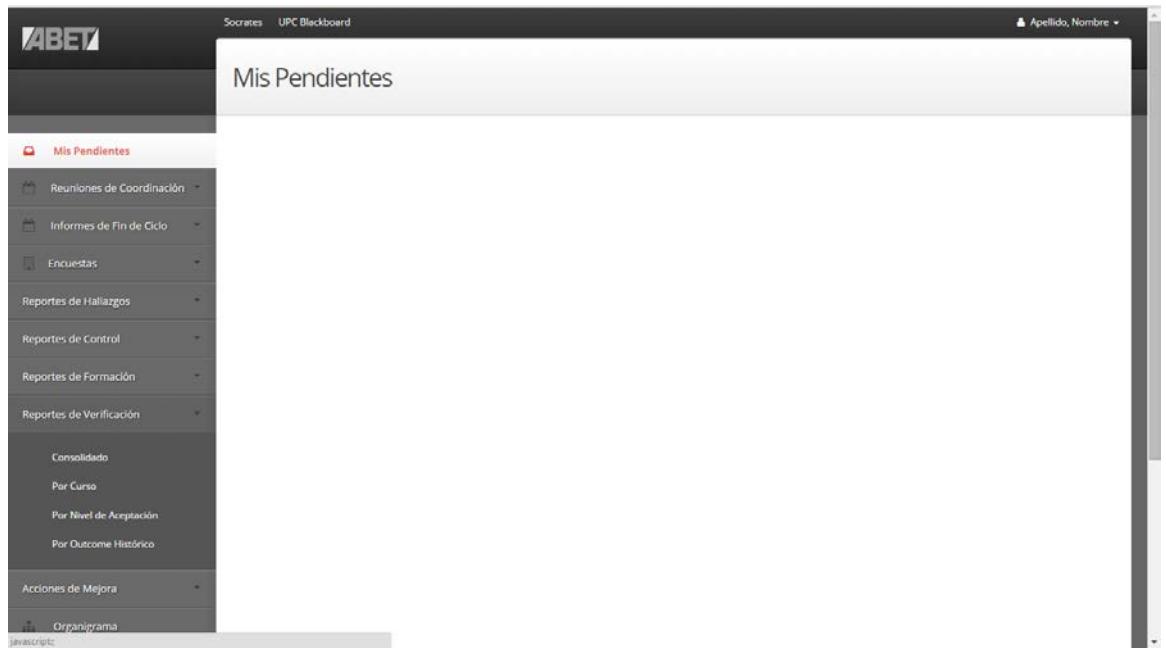 ABET
Socrates UPC Blackboard
Apellido, Nombre
Mis Pendientes
Mis Pendientes
Reuniones de Coordinación
Informes de Fin de Ciclo
Encuestas
Reportes de Hallazgos
Reportes de Control
Reportes de Formación
Reportes de Verificación
Consolidado
Por Curso
Por Nivel de Aceptación
Por Outcome Histórico
Acciones de Mejora
Organigrama
javascript:;